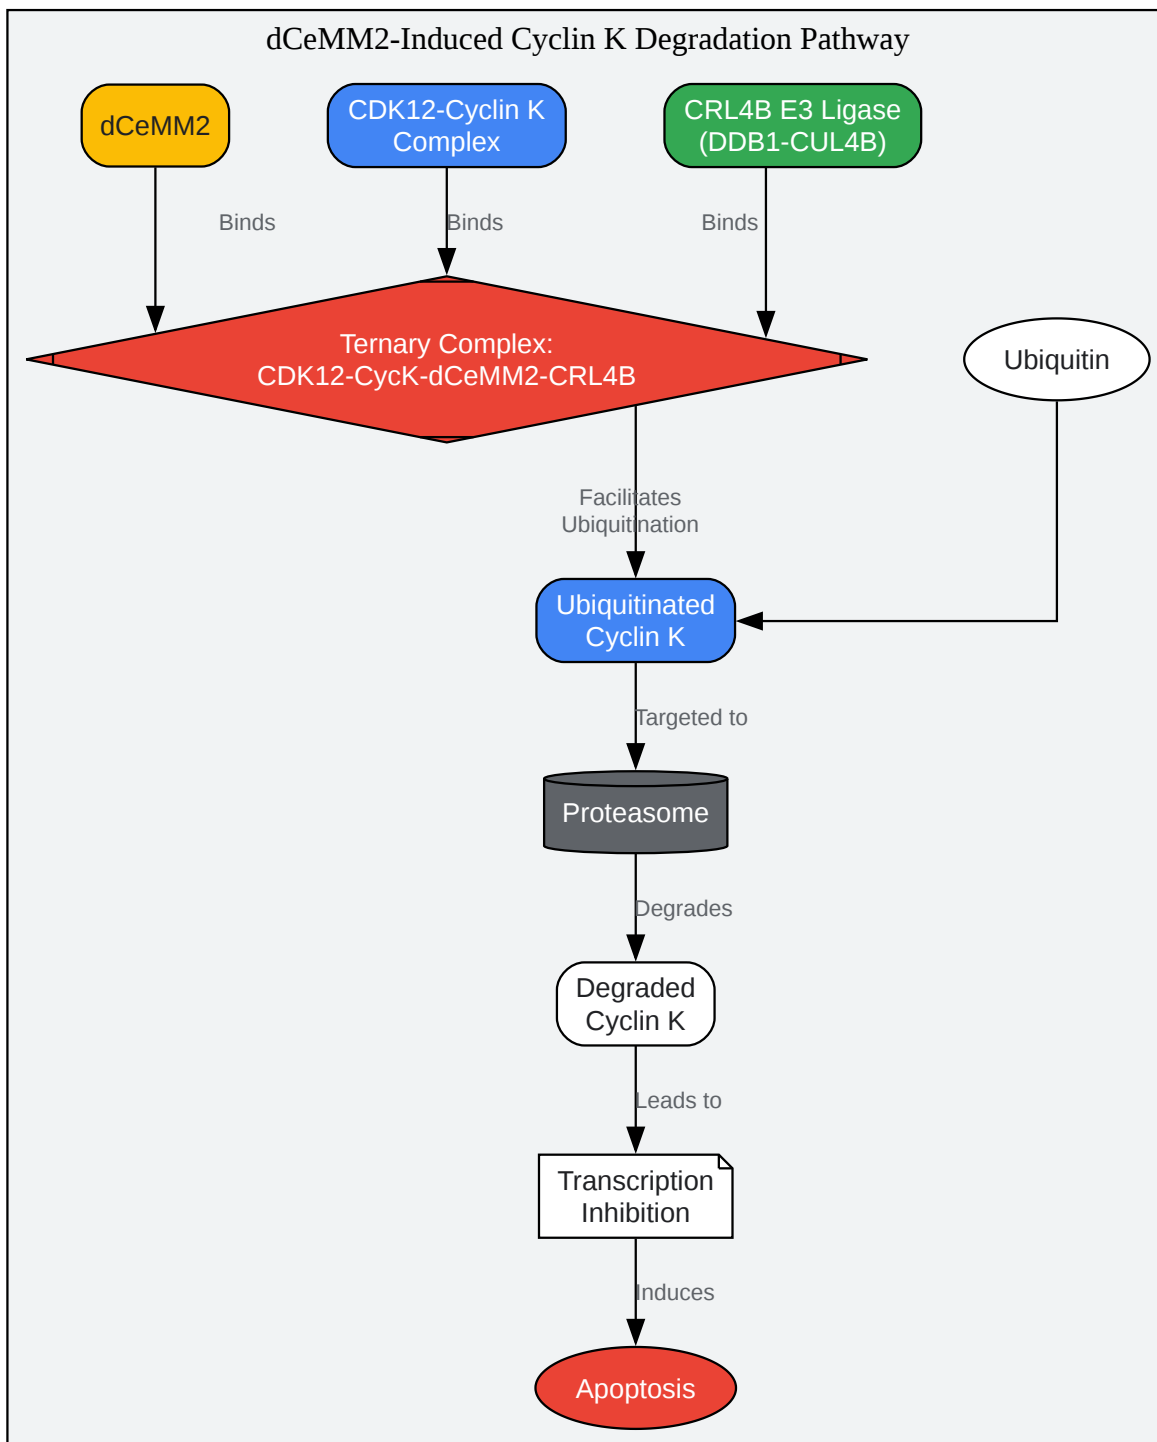 dCeMM2-Induced Cyclin K Degradation Pathway
dCeMM2
CDK12-Cyclin K
Complex
CRL4B E3 Ligase
(DDB1-CUL4B)
Binds
Binds
Binds
Ternary Complex:
CDK12-CycK-dCeMM2-CRL4B
Ubiquitin
Facilitates
Ubiquitination
Ubiquitinated
Cyclin K
Targeted to
Proteasome
Degrades
Degraded
Cyclin K
Leads to
Transcription
Inhibition
Induces
Apoptosis